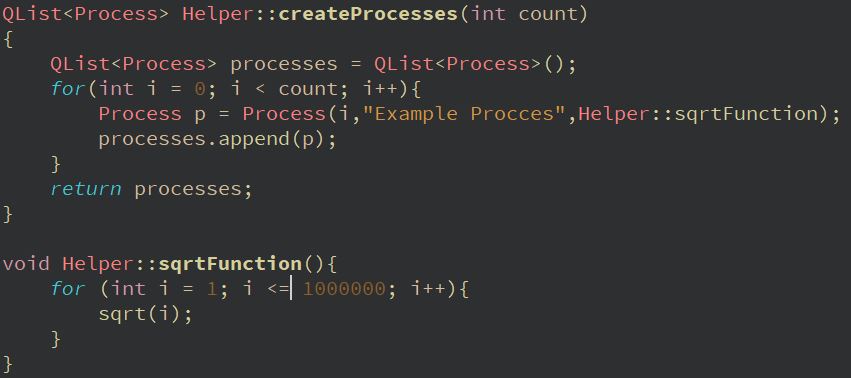 QList<Process> Helper::createProcesses(int count)
{
    QList<Process> processes = QList<Process>();
    for(int i = 0; i < count; i++){
        Process p = Process(i,"Example Procces",Helper::sqrtFunction);
        processes.append(p);
    }
    return processes;
}

void Helper::sqrtFunction(){
    for (int i = 1; i <= 1000000; i++){
        sqrt(i);
    }
}